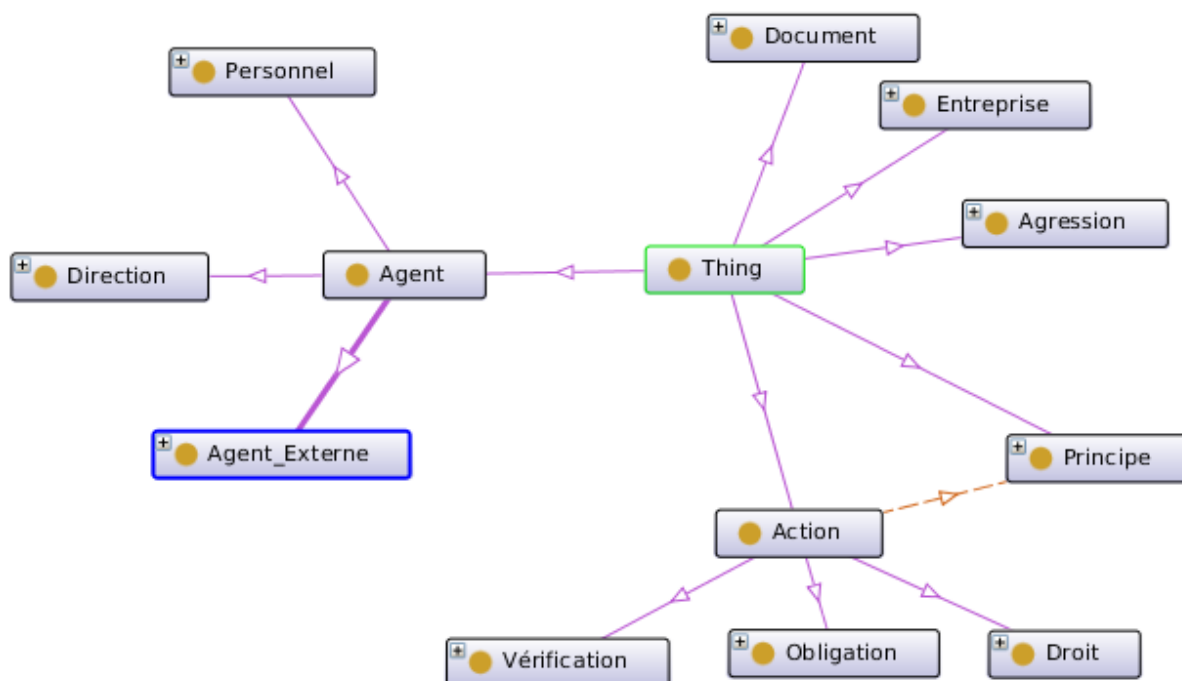 Document
Personnel
Entreprise
Agression
Thing
Agent
Direction
Agent_Externe
Principe
Action
Obligation
Droit
Vérification